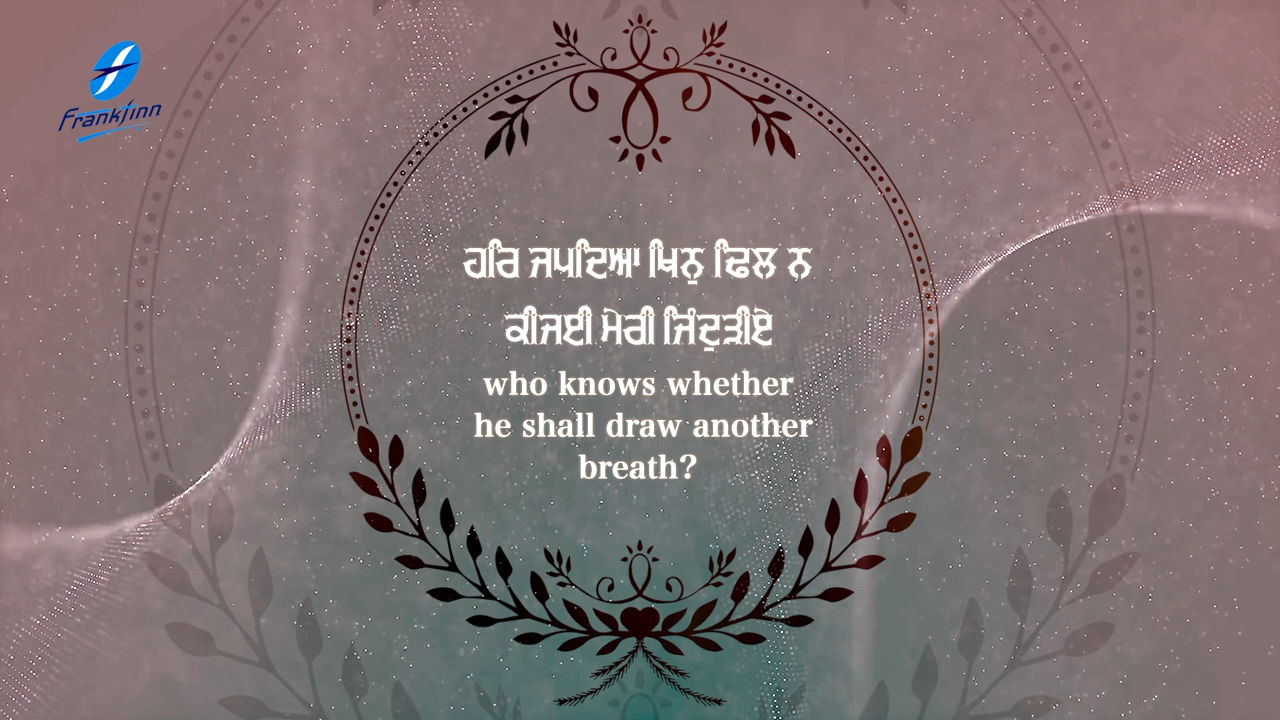 Frankfinn
ਹਰਿ ਜਪਦਿਆ ਖਿਨੁ ਢਿਲ ਨ
ਕੀਜਈ ਮੇਰੀ ਜਿੰਦੁੜੀਏ
who knows whether
he shall draw another
breath?